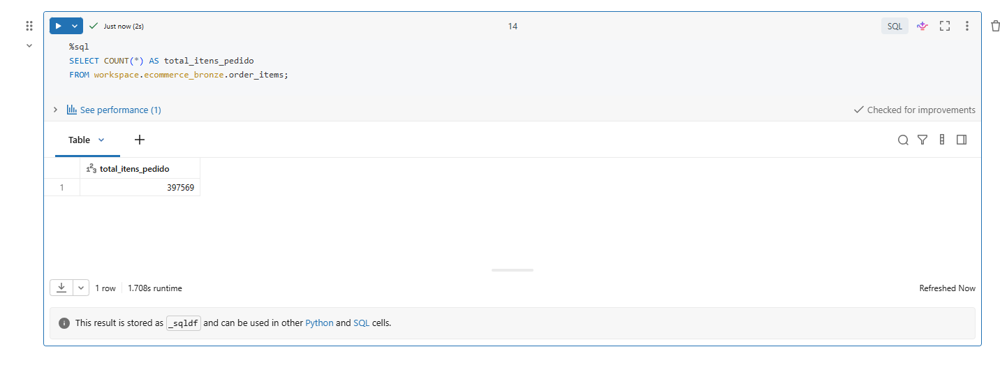 Just now (2s)
14
SQL
%sql
SELECT COUNT(*) AS total_itens_pedido
FROM workspace.ecommerce_bronze.order_items;
See performance (1)
Checked for improvements
Table
123 total_itens_pedido
1 397569
1 row 1.708s runtime
Refreshed Now
This result is stored as _sqldf and can be used in other Python and SQL cells.